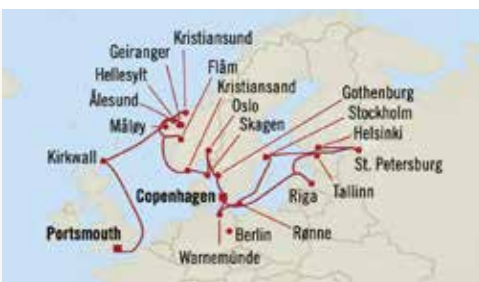 Kristiansund
Geiranger
Hellesylt
Flåm
Kristiansand
Ålesund
Oslo
Gothenburg
Måløy
Skagen
Stockholm
Helsinki
Kirkwall
St. Petersburg
Copenhagen
Riga
Tallinn
Portsmouth
Berlin
Rønne
Warnemünde